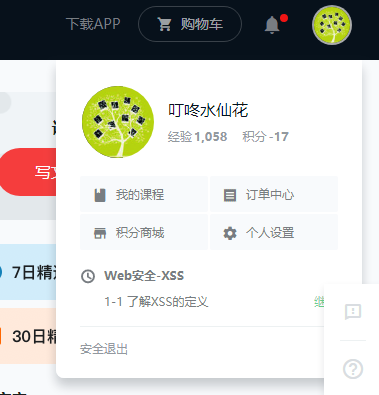 下载APP 购物车
叮咚水仙花
经验 1,058 积分 -17
写文
我的课程 订单中心
积分商城 个人设置
7日精
Web安全-XSS
1-1 了解XSS的定义
30日精
安全退出